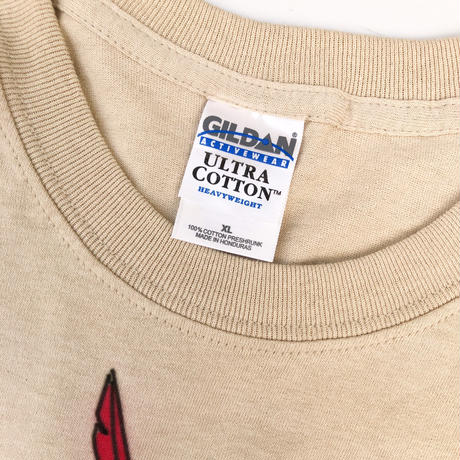 GILDAN®
ACTIVEWEAR
ULTRA
COTTON™
HEAVYWEIGHT
XL
100% COTTON PRESHRUNK
MADE IN HONDURAS